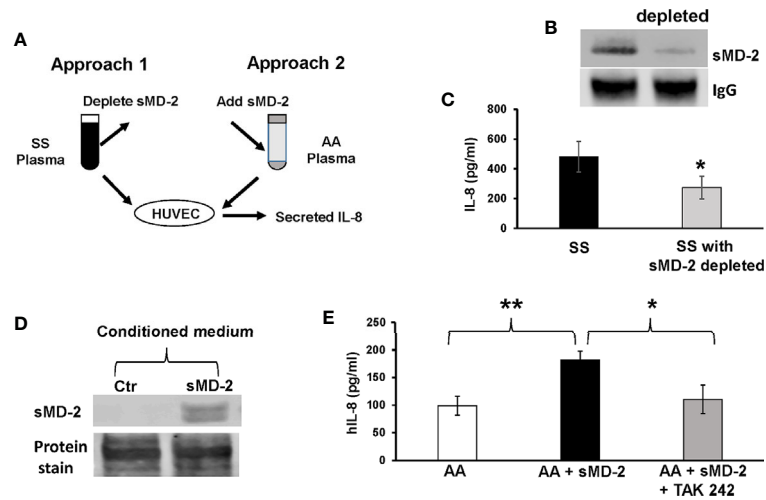 A
Approach 1
Approach 2
Deplete sMD-2
Add sMD-2
SS
Plasma
AA
Plasma
HUVEC
Secreted IL-8
B
depleted
sMD-2
IgG
C
IL-8 (pg/ml)
800
600
400
200
0
*
SS
SS with
sMD-2 depleted
D
Conditioned medium
Ctr
sMD-2
sMD-2
Protein
stain
E
**
*
hIL-8 (pg/ml)
250
200
150
100
50
0
AA
AA + sMD-2
AA + sMD-2
+ TAK 242